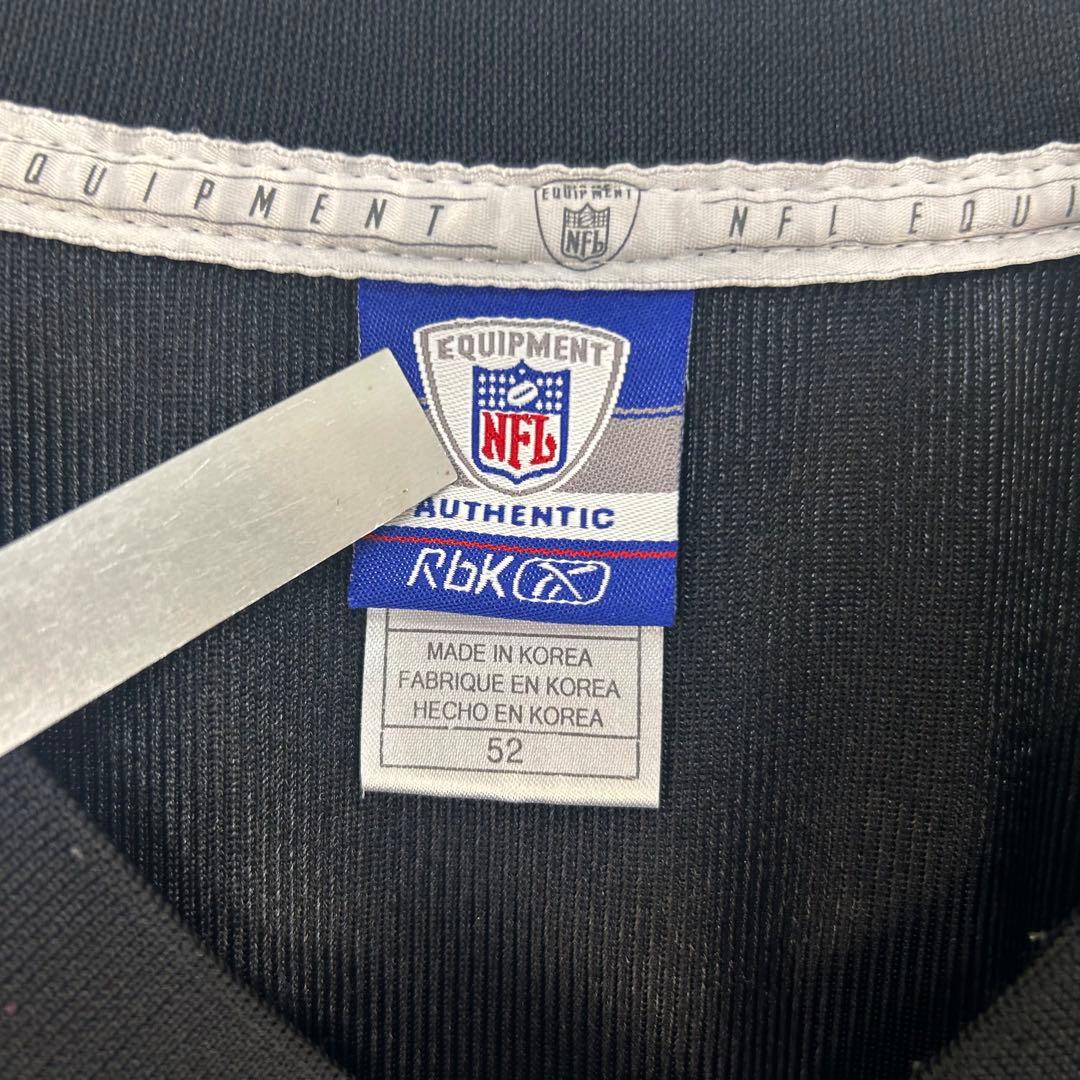 QUIPMENT
EQUIPMENT
NFL
NFL EQUI
EQUIPMENT
NFL
AUTHENTIC
RbK
MADE IN KOREA
FABRIQUE EN KOREA
HECHO EN KOREA
52